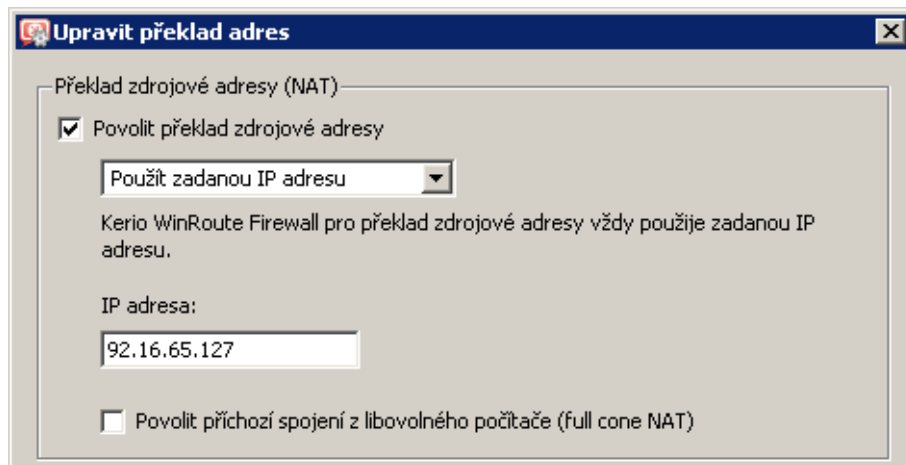 Upravit překlad adres
Překlad zdrojové adresy (NAT)
Povolit překlad zdrojové adresy
Použít zadanou IP adresu
Kerio WinRoute Firewall pro překlad zdrojové adresy vždy použije zadanou IP
adresu.
IP adresa:
92.16.65.127
Povolit příchozí spojení z libovolného počítače (full cone NAT)